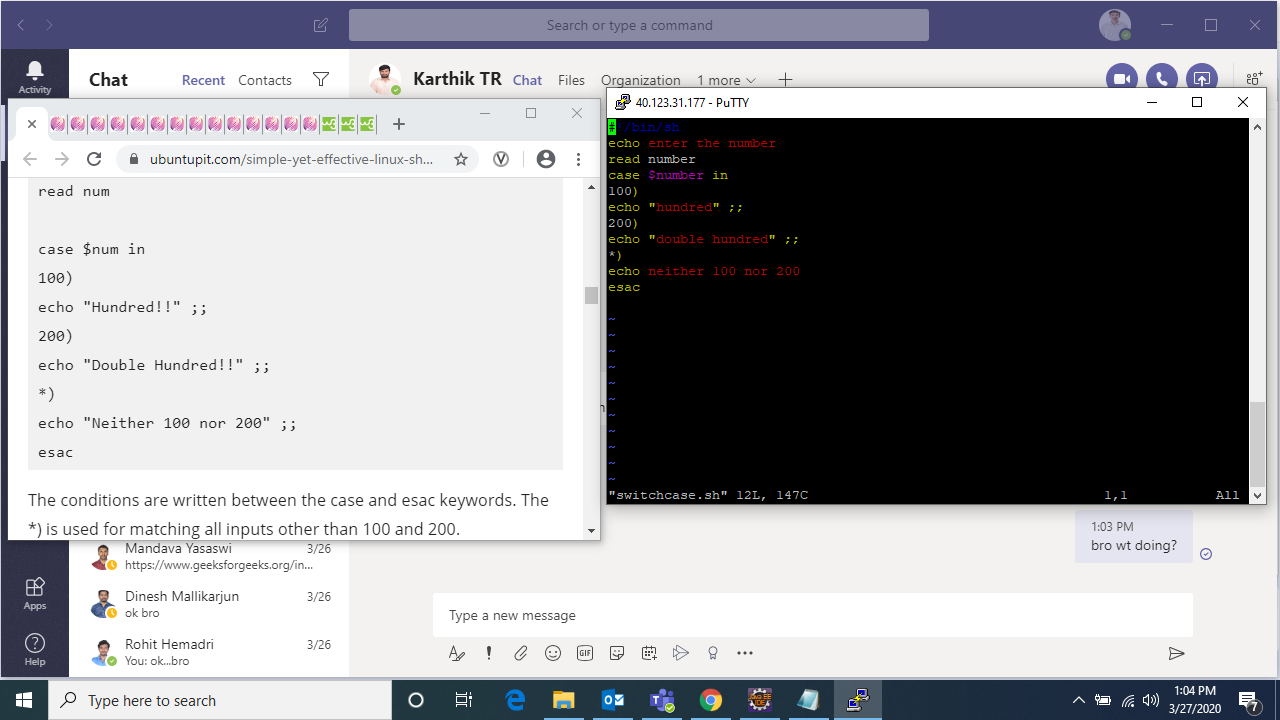 Search or type a command
Activity
Chat
Recent
Contacts
Karthik TR
Chat
Files
Organization
1 more
ubuntupit.com/simple-yet-effective-linux-sh...
read num
case $num in
100)
echo "Hundred!!" ;;
200)
echo "Double Hundred!!" ;;
*)
echo "Neither 100 nor 200" ;;
esac
The conditions are written between the case and esac keywords. The
*) is used for matching all inputs other than 100 and 200.
40.123.31.177 - PuTTY
#!/bin/sh
echo enter the number
read number
case $number in
100)
echo "hundred" ;;
200)
echo "double hundred" ;;
*)
echo neither 100 nor 200
esac
~
~
~
~
~
~
~
~
~
~
~
"switchcase.sh" 12L, 147C 1,1 All
Mandava Yasaswi 3/26
https://www.geeksforgeeks.org/in...
Dinesh Mallikarjun 3/26
ok bro
Rohit Hemadri 3/26
You: ok...bro
Apps
Help
1:03 PM
bro wt doing?
Type a new message
GIF
Type here to search
1:04 PM
3/27/2020
7